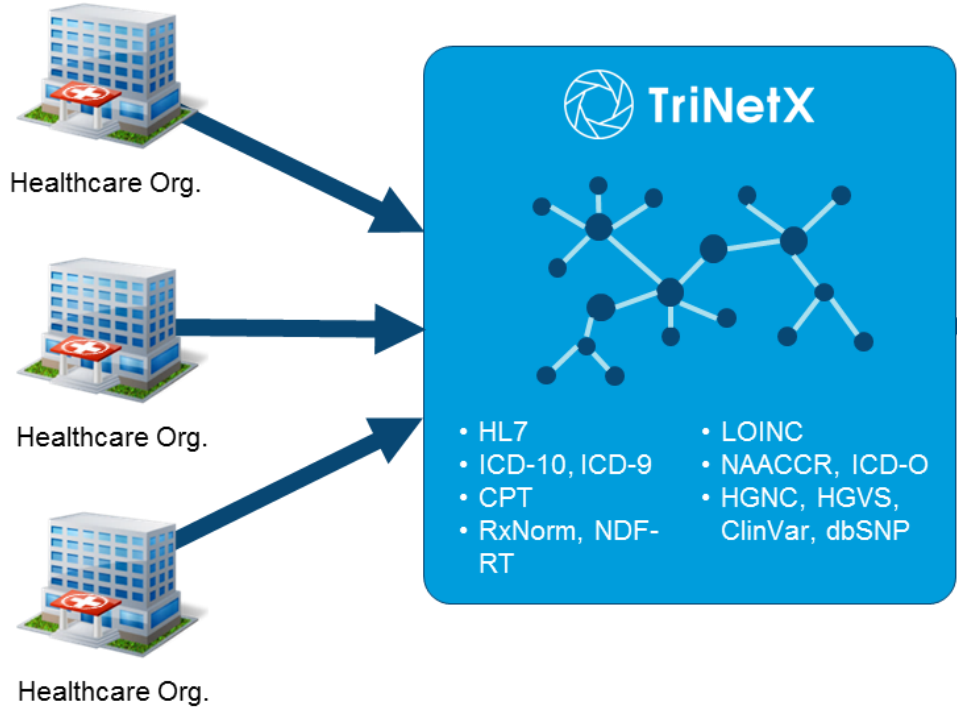 Healthcare Org.
Healthcare Org.
Healthcare Org.
TriNetX
• HL7
• ICD-10, ICD-9
• CPT
• RxNorm, NDF-
RT
• LOINC
• NAACCR, ICD-O
• HGNC, HGVS,
ClinVar, dbSNP